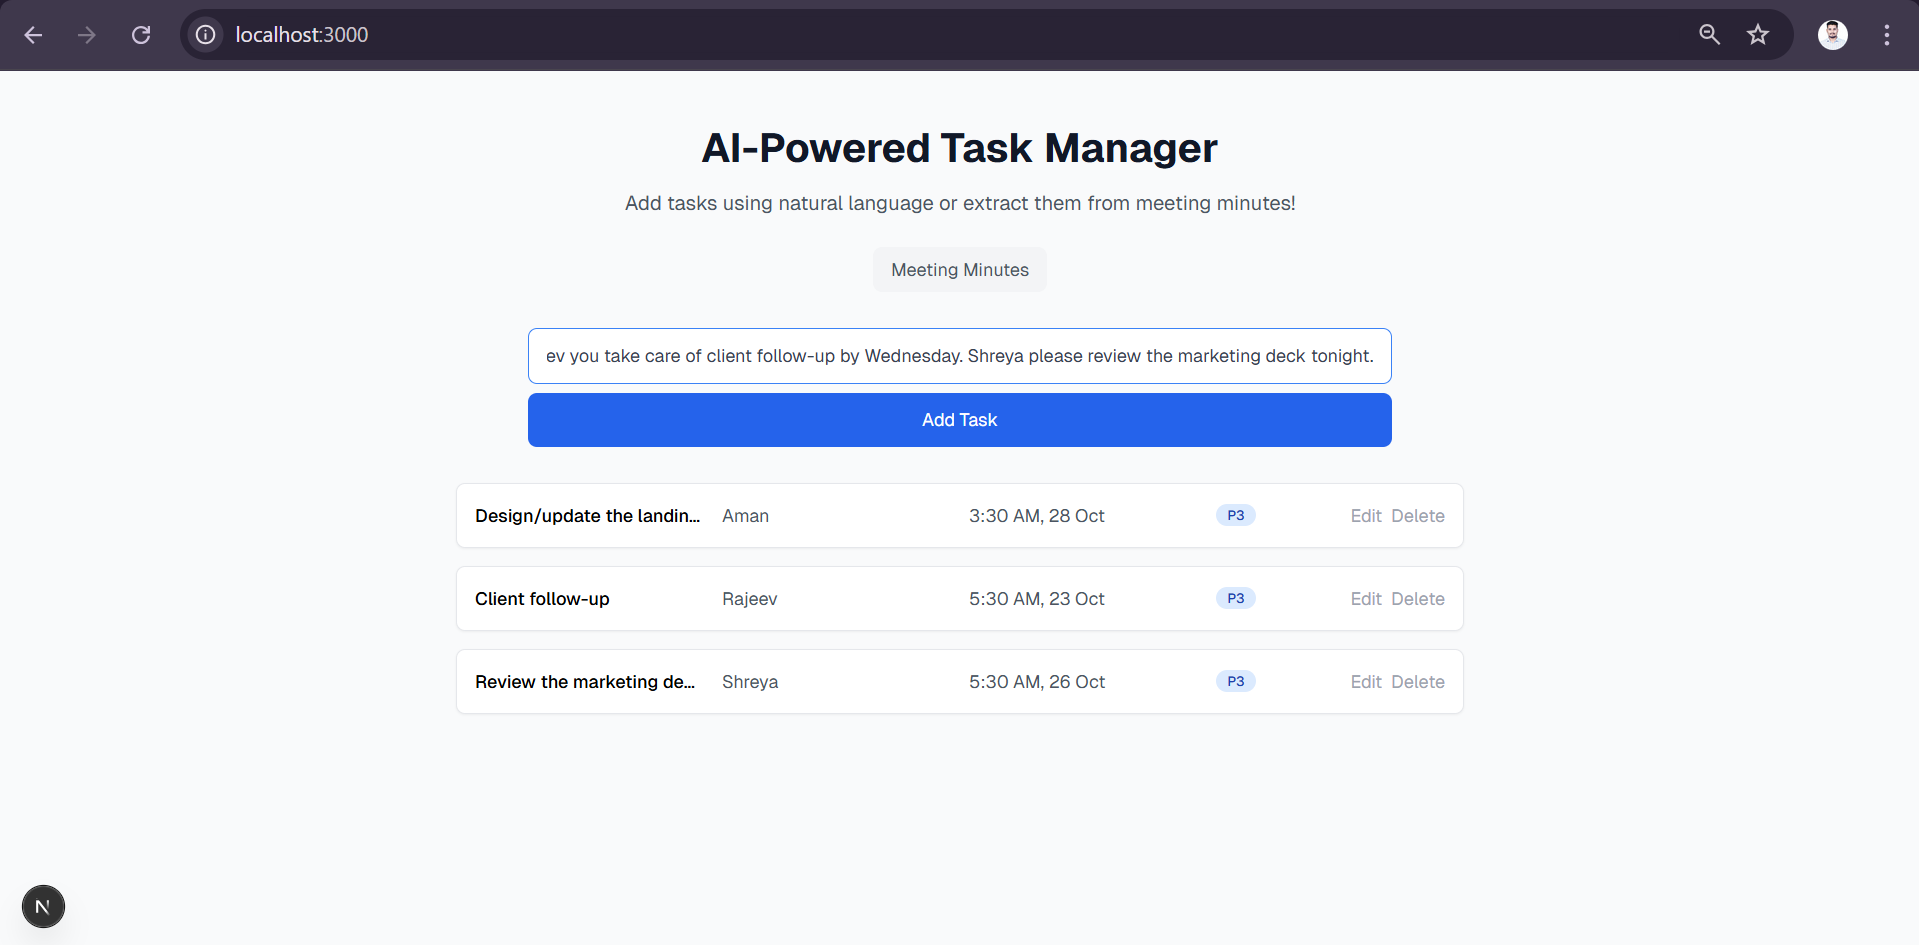 localhost:3000
AI-Powered Task Manager
Add tasks using natural language or extract them from meeting minutes!
Meeting Minutes
ev you take care of client follow-up by Wednesday. Shreya please review the marketing deck tonight.
Add Task
Design/update the landin... Aman 3:30 AM, 28 Oct P3 Edit Delete
Client follow-up Rajeev 5:30 AM, 23 Oct P3 Edit Delete
Review the marketing de... Shreya 5:30 AM, 26 Oct P3 Edit Delete
N